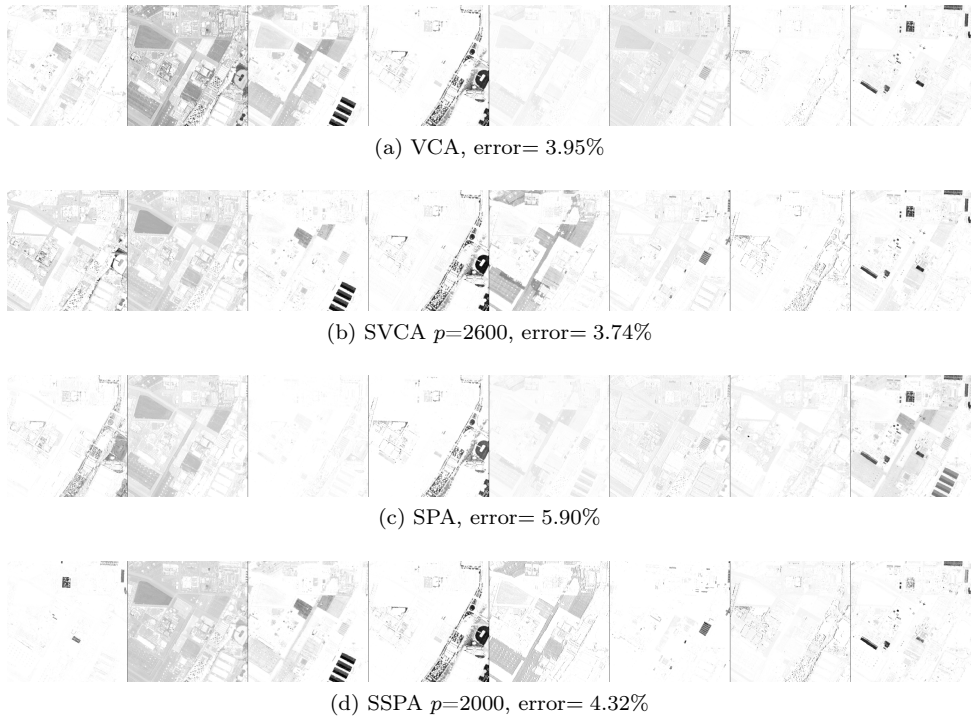 (a) VCA, error= 3.95%
(b) SVCA p=2600, error= 3.74%
(c) SPA, error= 5.90%
(d) SSPA p=2000, error= 4.32%